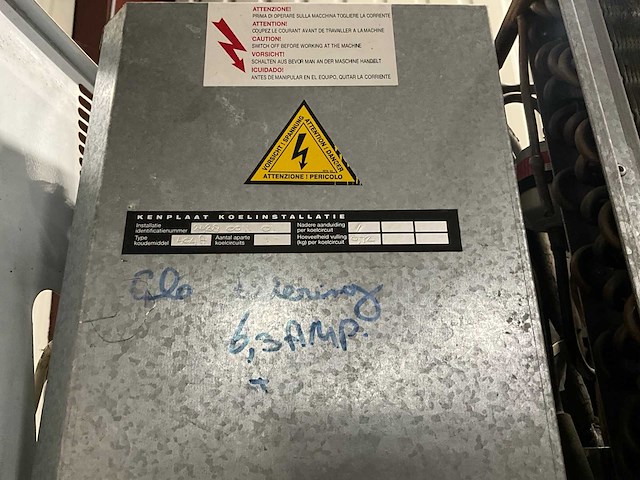 ATTENZIONE!
PRIMA DI OPERARE SULLA MACCHINA TOGLIERE LA CORRENTE
ATTENTION!
COUPEZ LE COURANT AVANT DE TRAVAILLER A LA MACHINE
CAUTION!
SWITCH OFF BEFORE WORKING AT THE MACHINE
VORSICHT!
SCHALTEN AUS BEVOR MAN AN DER MASCHINE HANDELT
¡CUIDADO!
ANTES DE MANIPULAR EN EL EQUIPO, QUITAR LA CORRIENTE
VORSICHT! SPANNUNG
ATTENTION! DANGER
ATTENZIONE! PERICOLO
KENPLAAT KOELINSTALLATIE
Installatie identificatienummer
Nadere aanduiding per koelcircuit
Type koudemiddel
Aantal aparte koelcircuits
Hoeveelheid vulling (kg) per koelcircuit
6,3 AMP.